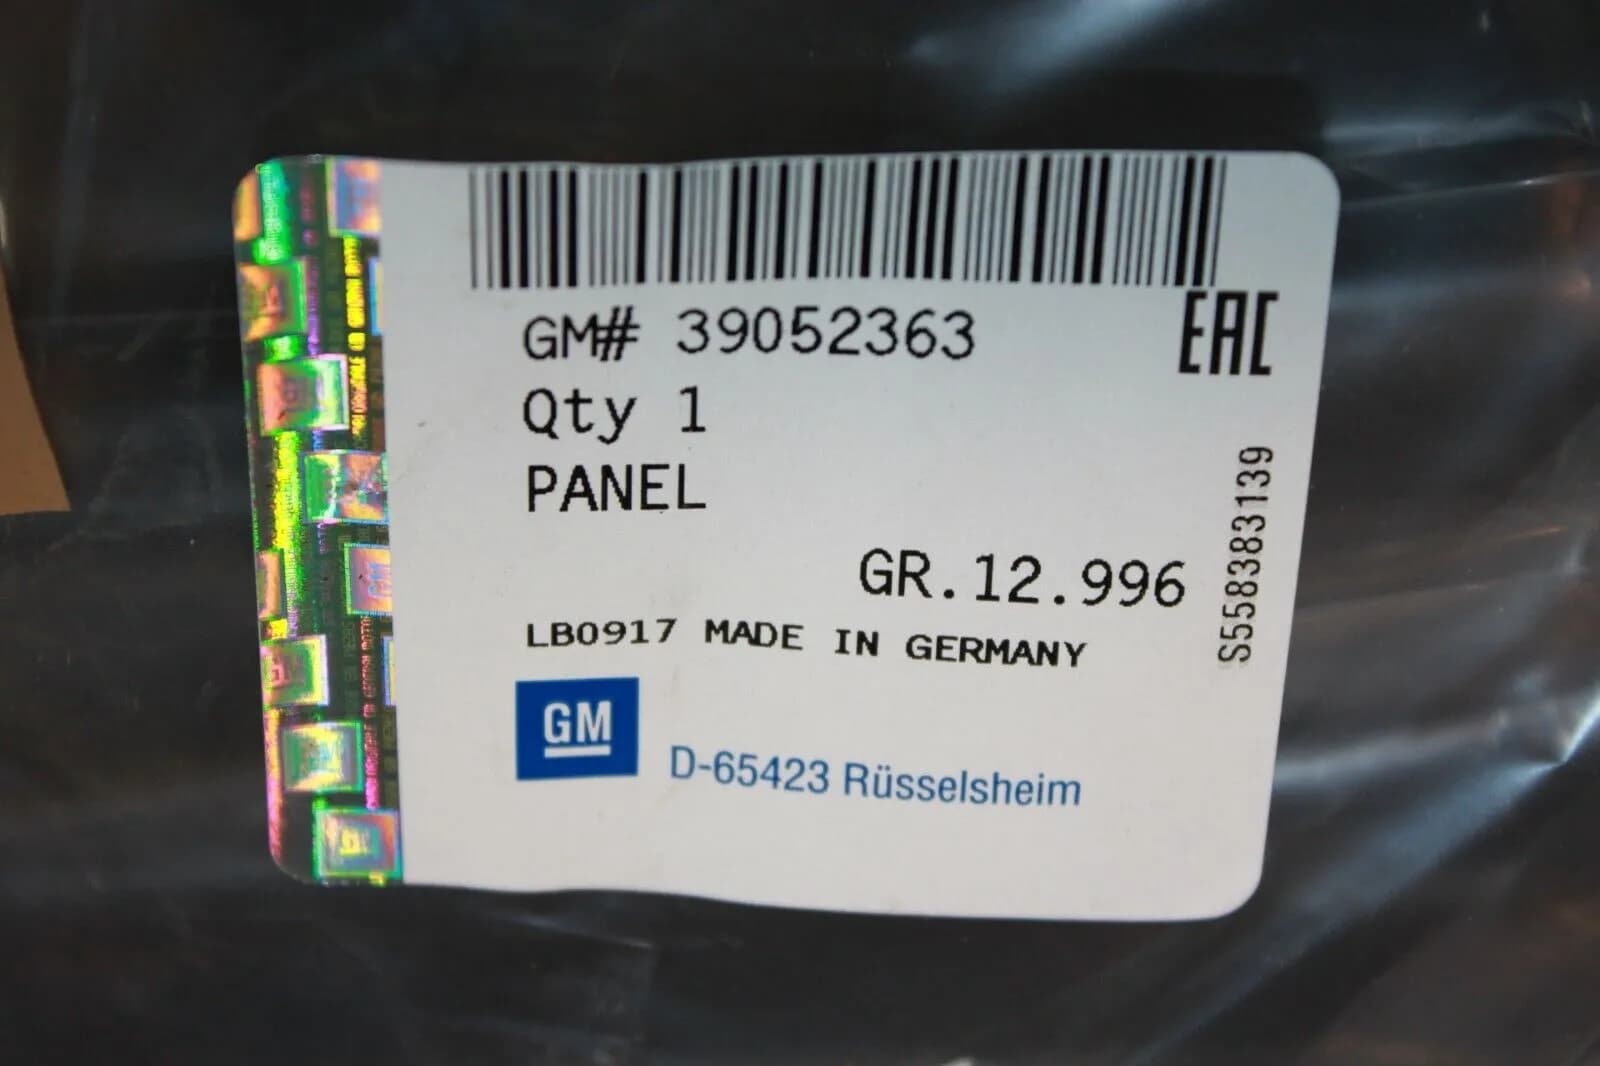 GM# 39052363
EAC
Qty 1
PANEL
GR.12.996
S558383139
LB0917 MADE IN GERMANY
GM
D-65423 Rüsselsheim